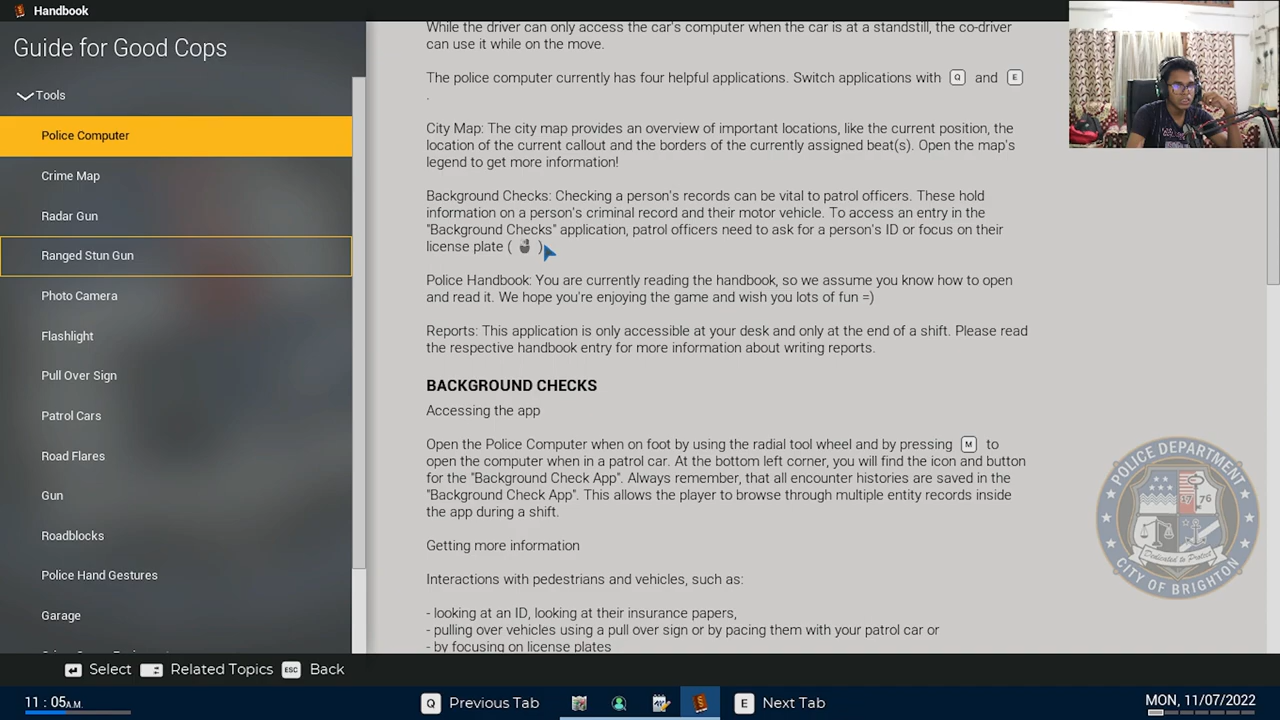 Handbook
Guide for Good Cops
Tools
Police Computer
Crime Map
Radar Gun
Ranged Stun Gun
Photo Camera
Flashlight
Pull Over Sign
Patrol Cars
Road Flares
Gun
Roadblocks
Police Hand Gestures
Garage
While the driver can only access the car's computer when the car is at a standstill, the co-driver
can use it while on the move.
The police computer currently has four helpful applications. Switch applications with Q and E
.
City Map: The city map provides an overview of important locations, like the current position, the
location of the current callout and the borders of the currently assigned beat(s). Open the map's
legend to get more information!
Background Checks: Checking a person's records can be vital to patrol officers. These hold
information on a person's criminal record and their motor vehicle. To access an entry in the
"Background Checks" application, patrol officers need to ask for a person's ID or focus on their
license plate ( )
Police Handbook: You are currently reading the handbook, so we assume you know how to open
and read it. We hope you're enjoying the game and wish you lots of fun =)
Reports: This application is only accessible at your desk and only at the end of a shift. Please read
the respective handbook entry for more information about writing reports.
BACKGROUND CHECKS
Accessing the app
Open the Police Computer when on foot by using the radial tool wheel and by pressing M to
open the computer when in a patrol car. At the bottom left corner, you will find the icon and button
for the "Background Check App". Always remember, that all encounter histories are saved in the
"Background Check App". This allows the player to browse through multiple entity records inside
the app during a shift.
Getting more information
Interactions with pedestrians and vehicles, such as:
- looking at an ID, looking at their insurance papers,
- pulling over vehicles using a pull over sign or by pacing them with your patrol car or
- by focusing on license plates
POLICE DEPARTMENT
17 76
Dedicated to Protect
CITY OF BRIGHTON
Select Related Topics ESC Back
11 : 05 A.M. Q Previous Tab E Next Tab MON, 11/07/2022